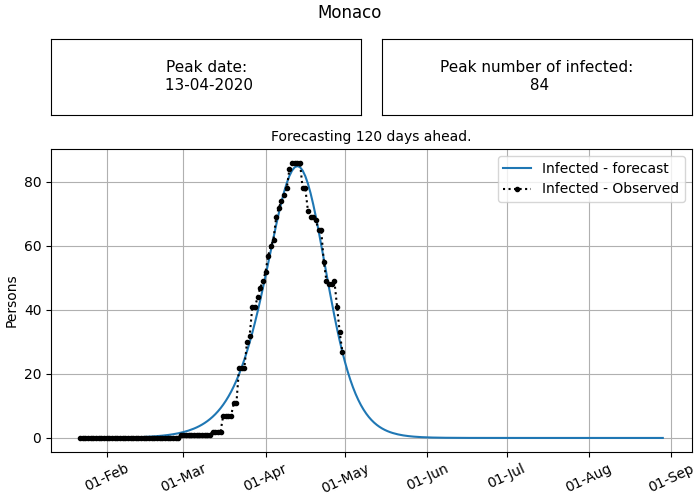 Monaco
Peak date:
13-04-2020
Peak number of infected:
84
Forecasting 120 days ahead.
Infected - forecast
Infected - Observed
Persons
80
60
40
20
0
01-Feb
01-Mar
01-Apr
01-May
01-Jun
01-Jul
01-Aug
01-Sep